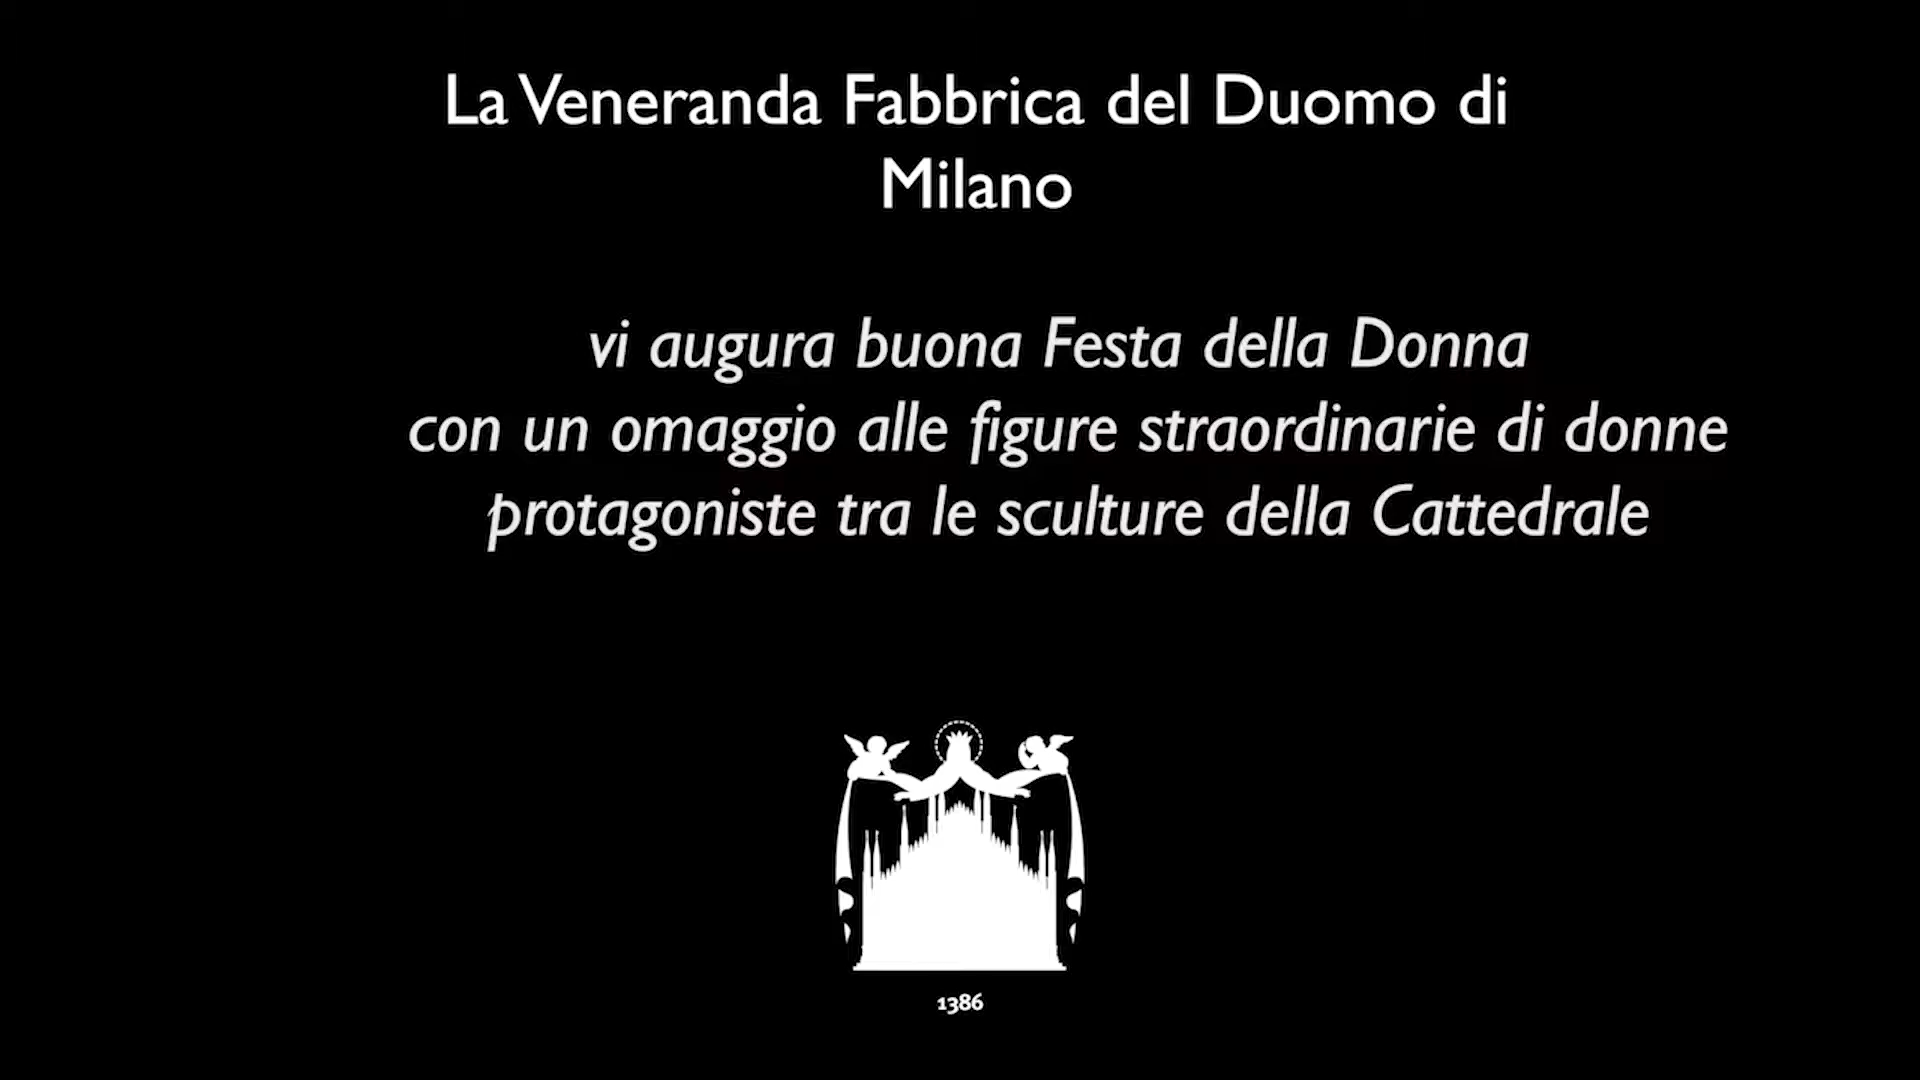 La Veneranda Fabbrica del Duomo di
Milano
vi augura buona Festa della Donna
con un omaggio alle figure straordinarie di donne
protagoniste tra le sculture della Cattedrale
1386